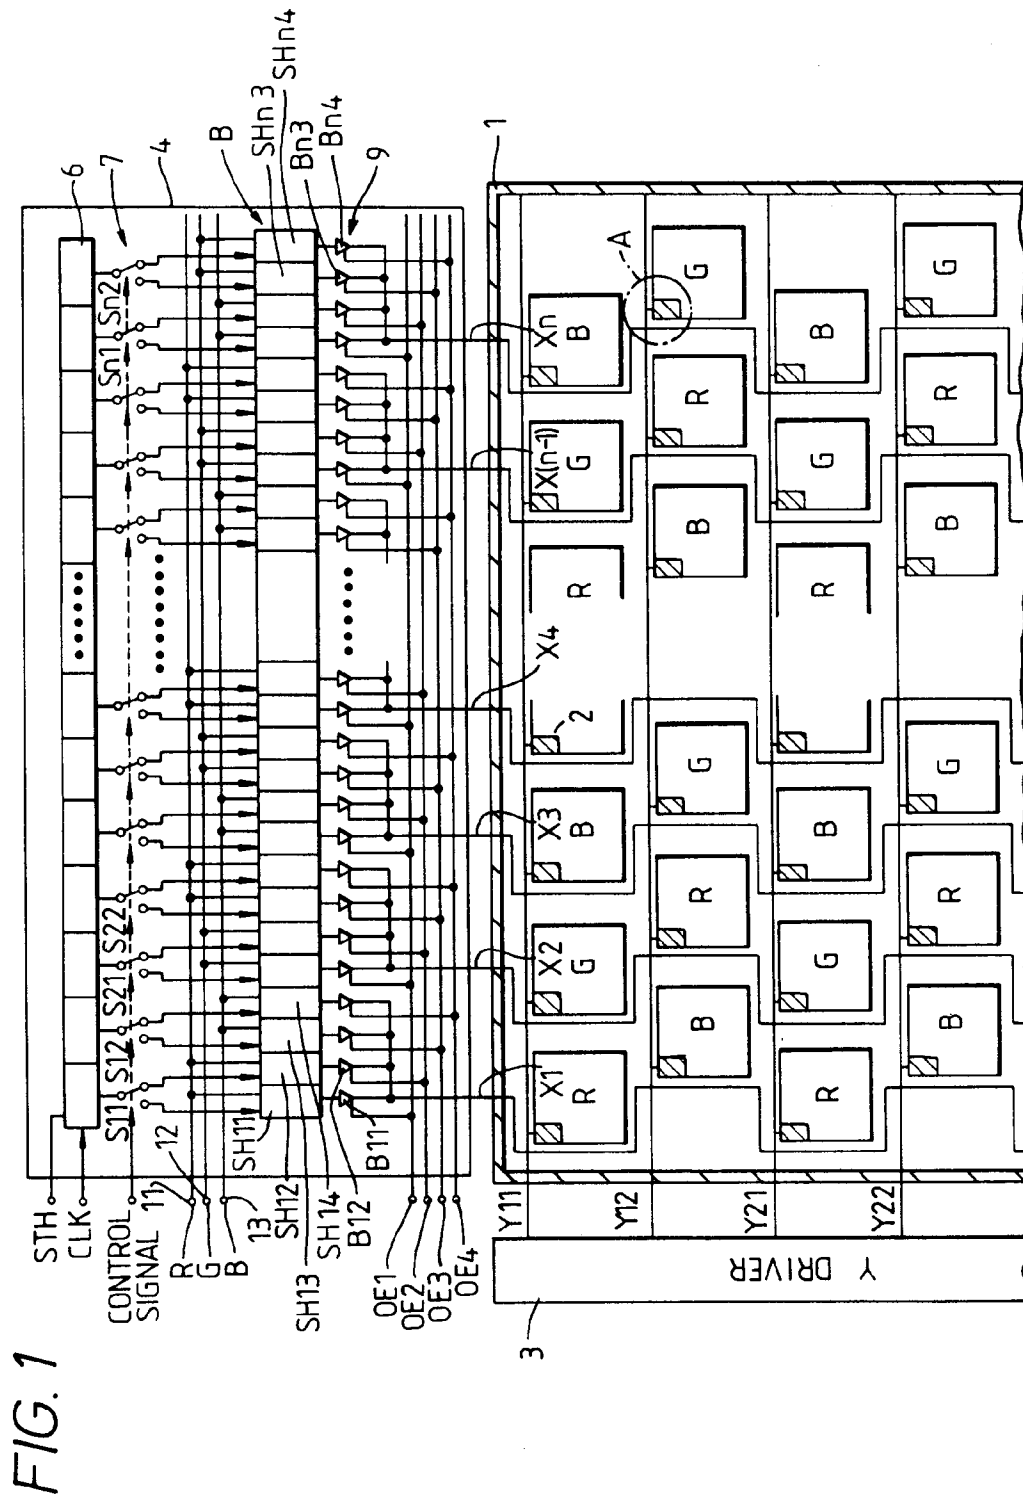 FIG. 1
STH
CLK
CONTROL
SIGNAL
11
12
R
G
B
13
6
7
4
S11
S12
S21
S22
Sn1
Sn2
B
SHn3
SHn4
Bn3
Bn4
9
SH11
SH12
SH13
SH14
B12
B11
OE1
OE2
OE3
OE4
1
X1
X2
X3
X4
X(n-1)
Xn
2
A
Y11
R
G
B
R
G
B
Y12
B
R
G
B
R
G
Y21
R
G
B
R
G
B
Y22
B
R
G
B
R
G
Y DRIVER
3